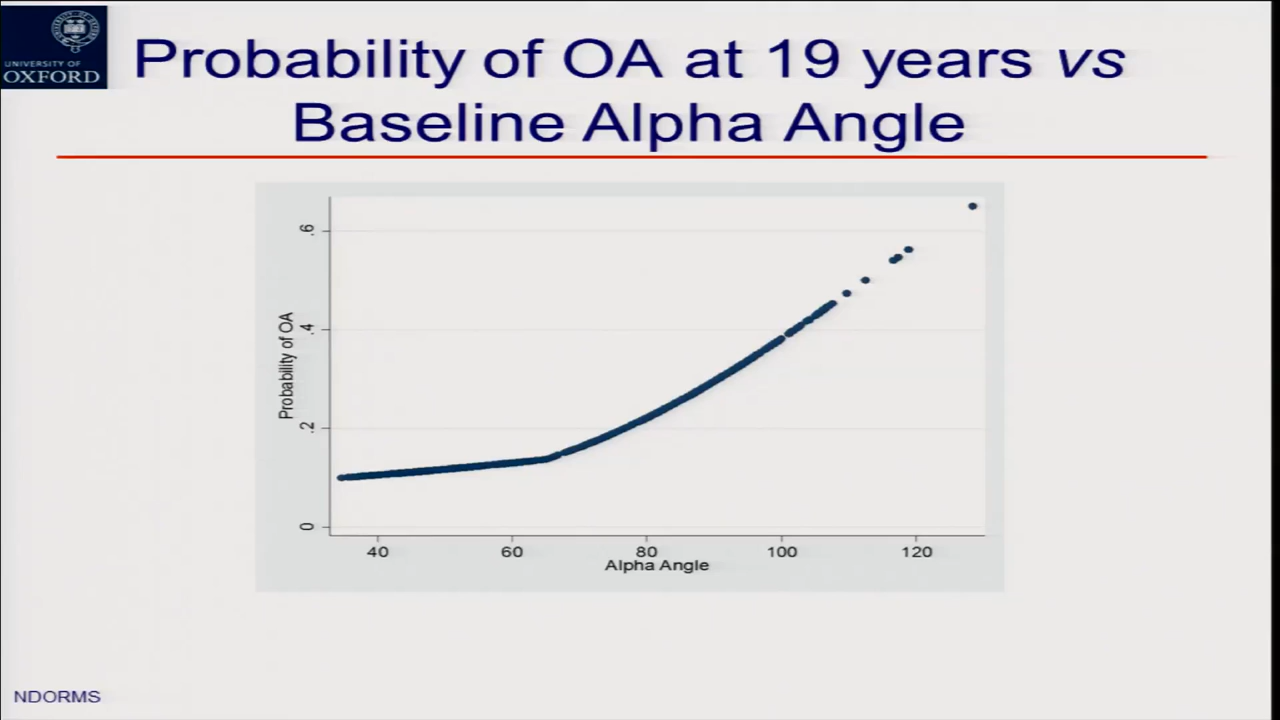 UNIVERSITY OF
OXFORD
Probability of OA at 19 years vs
Baseline Alpha Angle
Probability of OA
.6
.4
.2
0
40 60 80 100 120
Alpha Angle
NDORMS